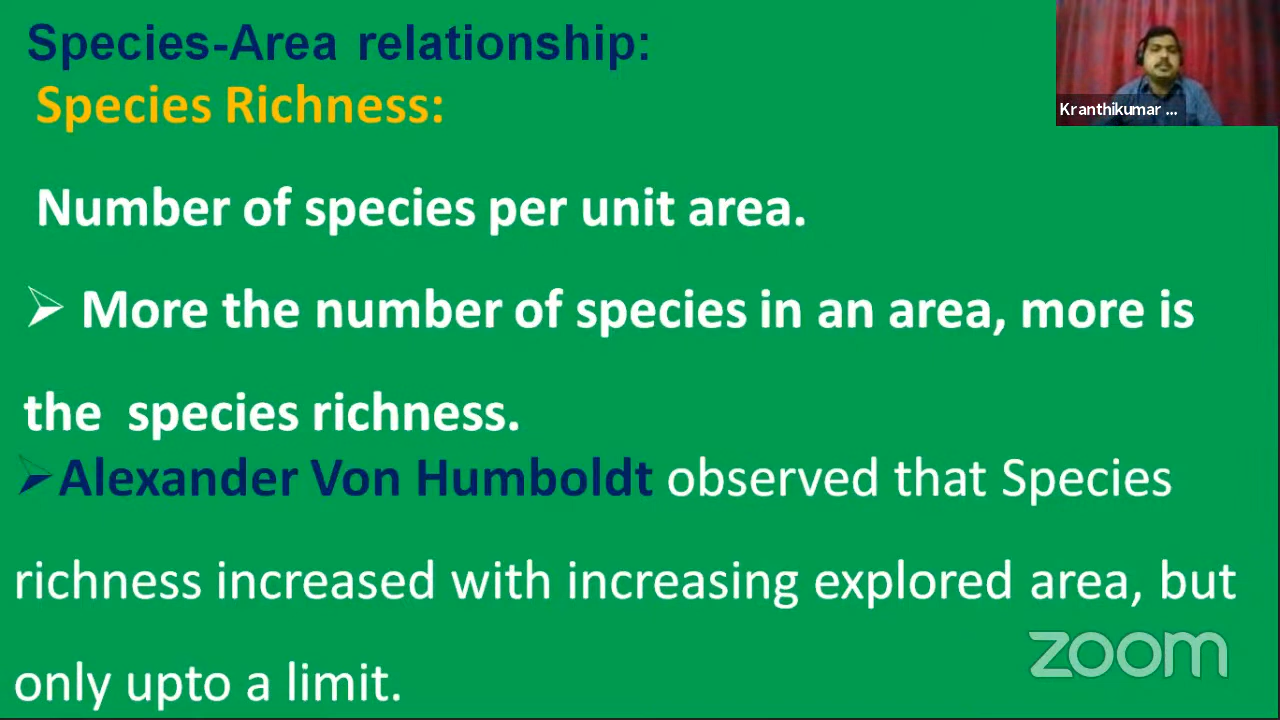 Species-Area relationship:
Species Richness:
Kranthikumar ...
Number of species per unit area.
➢ More the number of species in an area, more is
the species richness.
➢Alexander Von Humboldt observed that Species
richness increased with increasing explored area, but
only upto a limit.
zoom